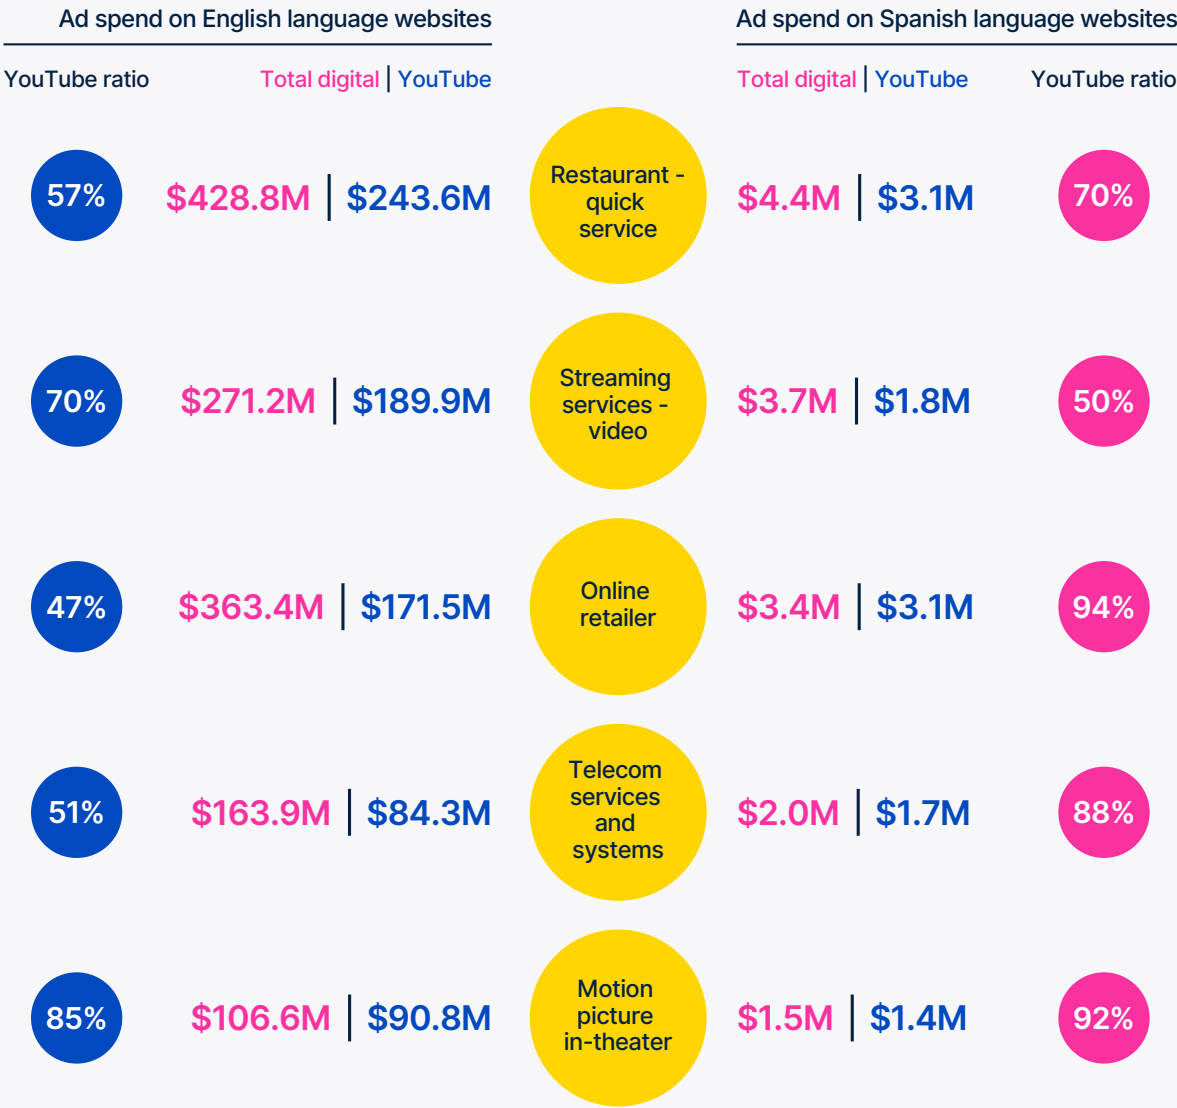 Ad spend on English language websites
Ad spend on Spanish language websites
YouTube ratio
Total digital | YouTube
Total digital | YouTube
YouTube ratio
57%
$428.8M | $243.6M
Restaurant -
quick
service
$4.4M | $3.1M
70%
70%
$271.2M | $189.9M
Streaming
services -
video
$3.7M | $1.8M
50%
47%
$363.4M | $171.5M
Online
retailer
$3.4M | $3.1M
94%
51%
$163.9M | $84.3M
Telecom
services
and
systems
$2.0M | $1.7M
88%
85%
$106.6M | $90.8M
Motion
picture
in-theater
$1.5M | $1.4M
92%